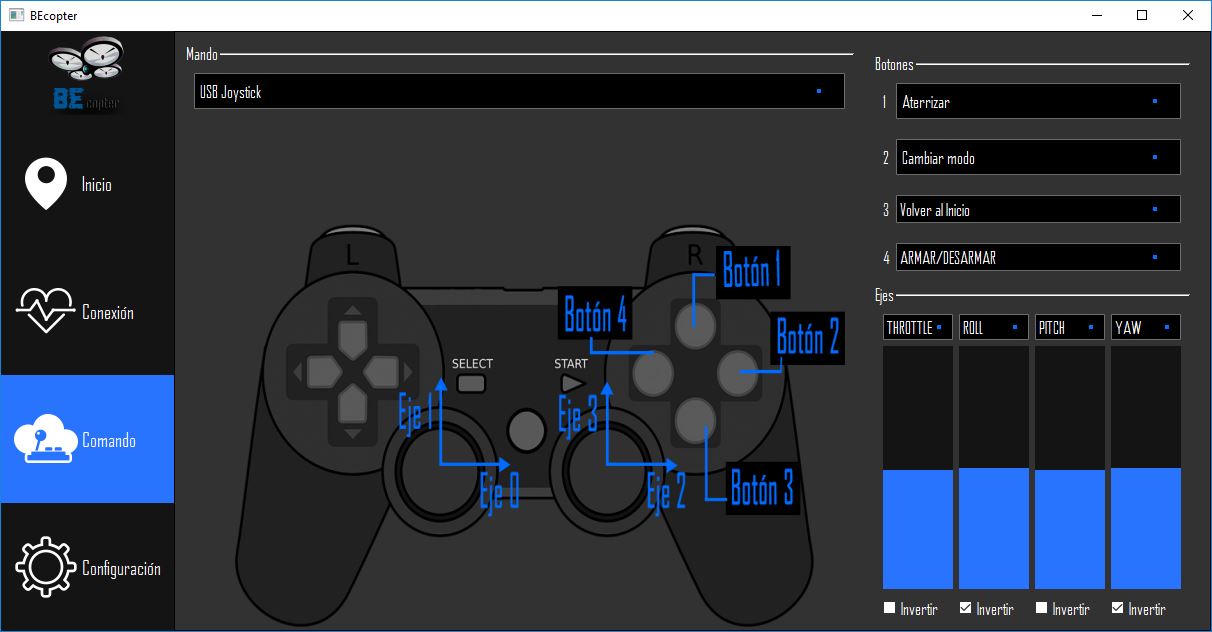 BEcopter
BE copter
Inicio
Conexión
Comando
Configuración
Mando
USB Joystick
L
R
SELECT
START
Botón 1
Botón 4
Botón 2
Eje 1
Eje 3
Eje 0
Eje 2
Botón 3
Botones
1 Aterrizar
2 Cambiar modo
3 Volver al Inicio
4 ARMAR/DESARMAR
Ejes
THROTTLE ROLL PITCH YAW
Invertir Invertir Invertir Invertir